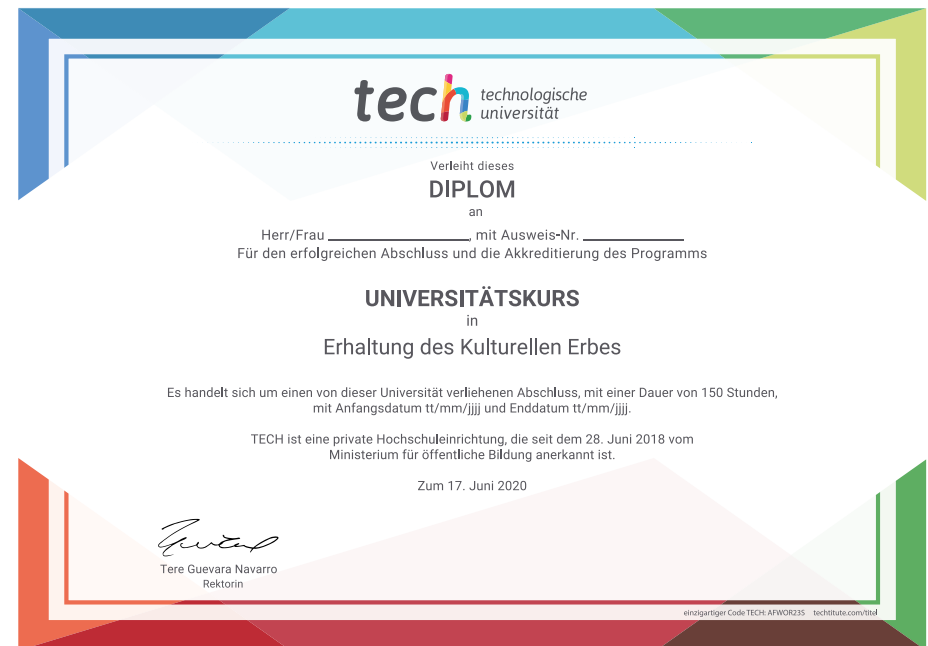 tech technologische
universität
Verleiht dieses
DIPLOM
an
Herr/Frau ____________, mit Ausweis-Nr. ____________
Für den erfolgreichen Abschluss und die Akkreditierung des Programms
UNIVERSITÄTSKURS
in
Erhaltung des Kulturellen Erbes
Es handelt sich um einen von dieser Universität verliehenen Abschluss, mit einer Dauer von 150 Stunden,
mit Anfangsdatum tt/mm/jjjj und Enddatum tt/mm/jjjj.
TECH ist eine private Hochschuleinrichtung, die seit dem 28. Juni 2018 vom
Ministerium für öffentliche Bildung anerkannt ist.
Zum 17. Juni 2020
Tere Guevara Navarro
Rektorin
einzigartiger Code TECH: AFWOR23S techtitute.com/titel